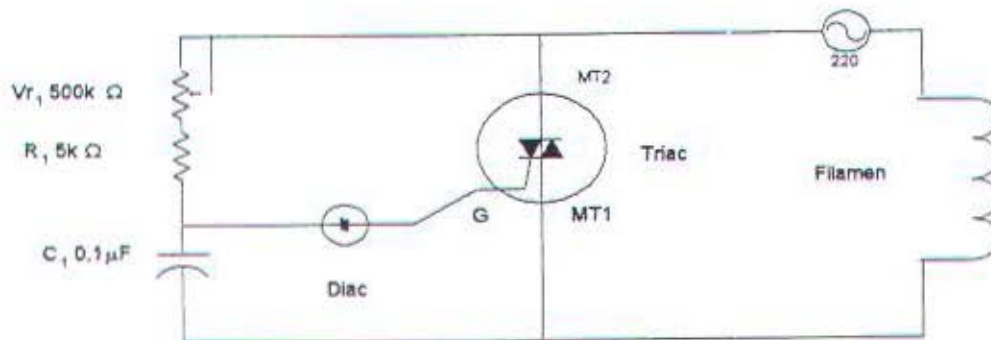 220
MT2
Vr, 500k Ω
R, 5k Ω
Triac
Filamen
G
MT1
C, 0.1μF
Diac